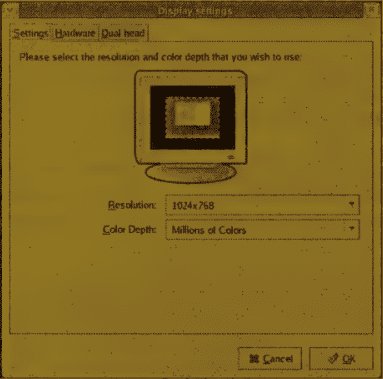 Display settings
Settings Hardware Dual head
Please select the resolution and color depth that you wish to use:
Resolution: 1024x768
Color Depth: Millions of Colors
Cancel OK